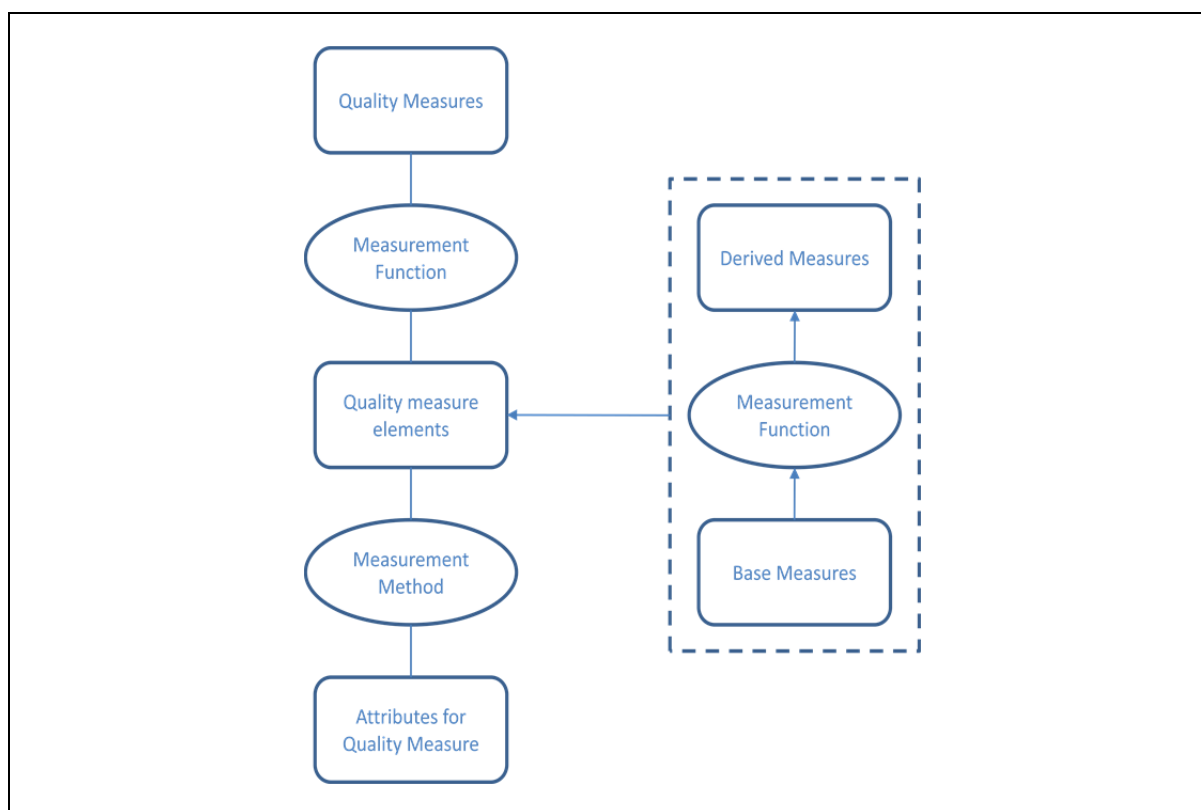 Quality Measures
Measurement
Function
Quality measure
elements
Measurement
Method
Attributes for
Quality Measure
Derived Measures
Measurement
Function
Base Measures